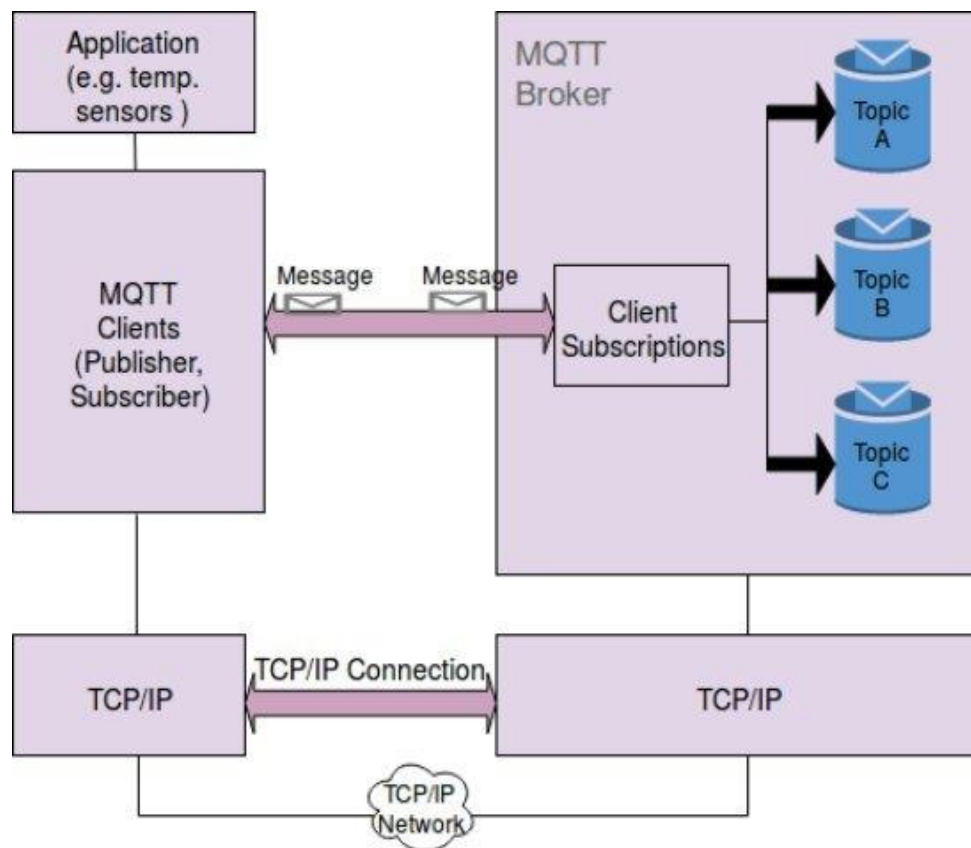 Application
(e.g. temp.
sensors )
MQTT
Broker
Topic
A
Topic
B
Topic
C
Message
Message
MQTT
Clients
(Publisher,
Subscriber)
Client
Subscriptions
TCP/IP
TCP/IP Connection
TCP/IP
TCP/IP
Network